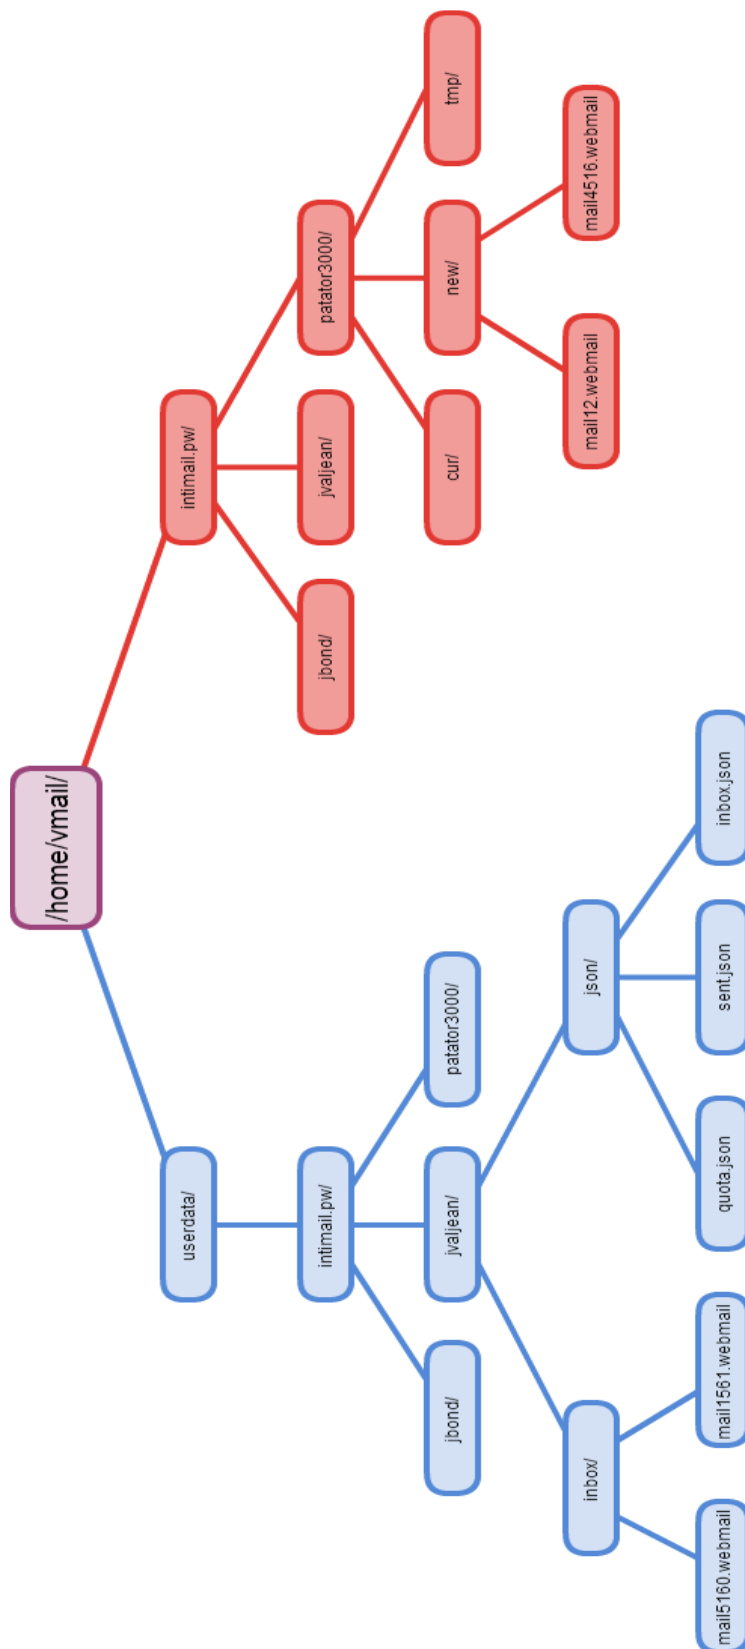 /home/vmail/
userdata/
intimail.pw/
intimail.pw/
jbond/
jvaljean/
patator3000/
jbond/
jvaljean/
patator3000/
cur/
new/
tmp/
inbox/
json/
mail12.webmail
mail4516.webmail
mail5160.webmail
mail1561.webmail
quota.json
sent.json
inbox.json